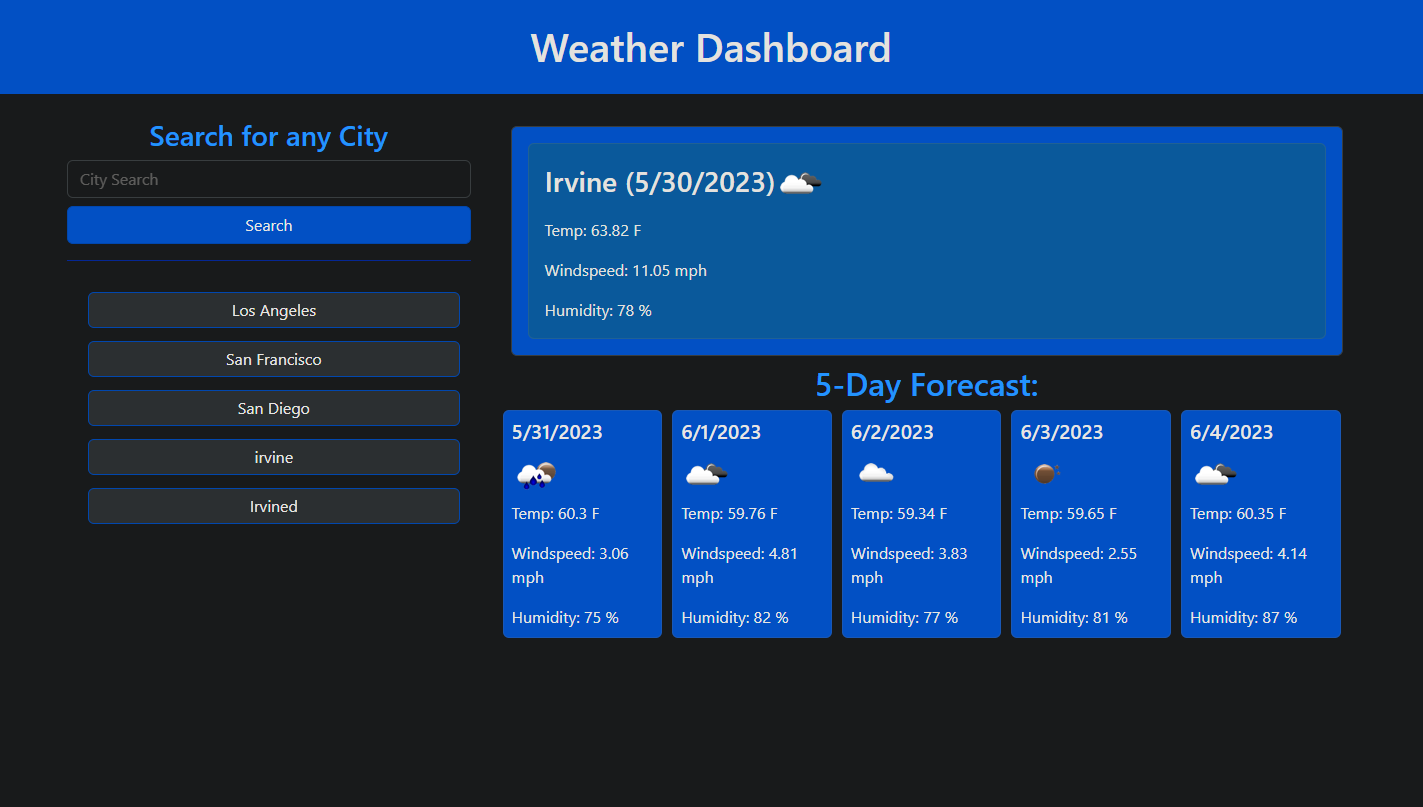 Weather Dashboard
Search for any City
City Search
Search
Los Angeles
San Francisco
San Diego
irvine
Irvined
Irvine (5/30/2023)
Temp: 63.82 F
Windspeed: 11.05 mph
Humidity: 78 %
5-Day Forecast:
5/31/2023
Temp: 60.3 F
Windspeed: 3.06
mph
Humidity: 75 %
6/1/2023
Temp: 59.76 F
Windspeed: 4.81
mph
Humidity: 82 %
6/2/2023
Temp: 59.34 F
Windspeed: 3.83
mph
Humidity: 77 %
6/3/2023
Temp: 59.65 F
Windspeed: 2.55
mph
Humidity: 81 %
6/4/2023
Temp: 60.35 F
Windspeed: 4.14
mph
Humidity: 87 %